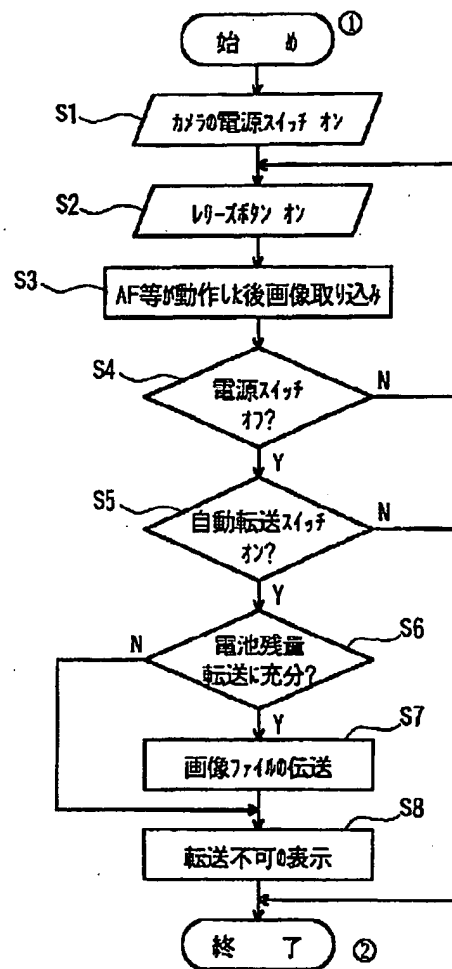 ①
始 め
S1
カメラの電源スイッチ オン
S2
レリーズボタン オン
S3
AF等が動作した後画像取り込み
S4
電源スイッチ
オフ?
N
Y
S5
自動転送スイッチ
オン?
N
Y
S6
電池残量
転送に充分?
N
Y
S7
画像ファイルの伝送
S8
転送不可の表示
終 了
②